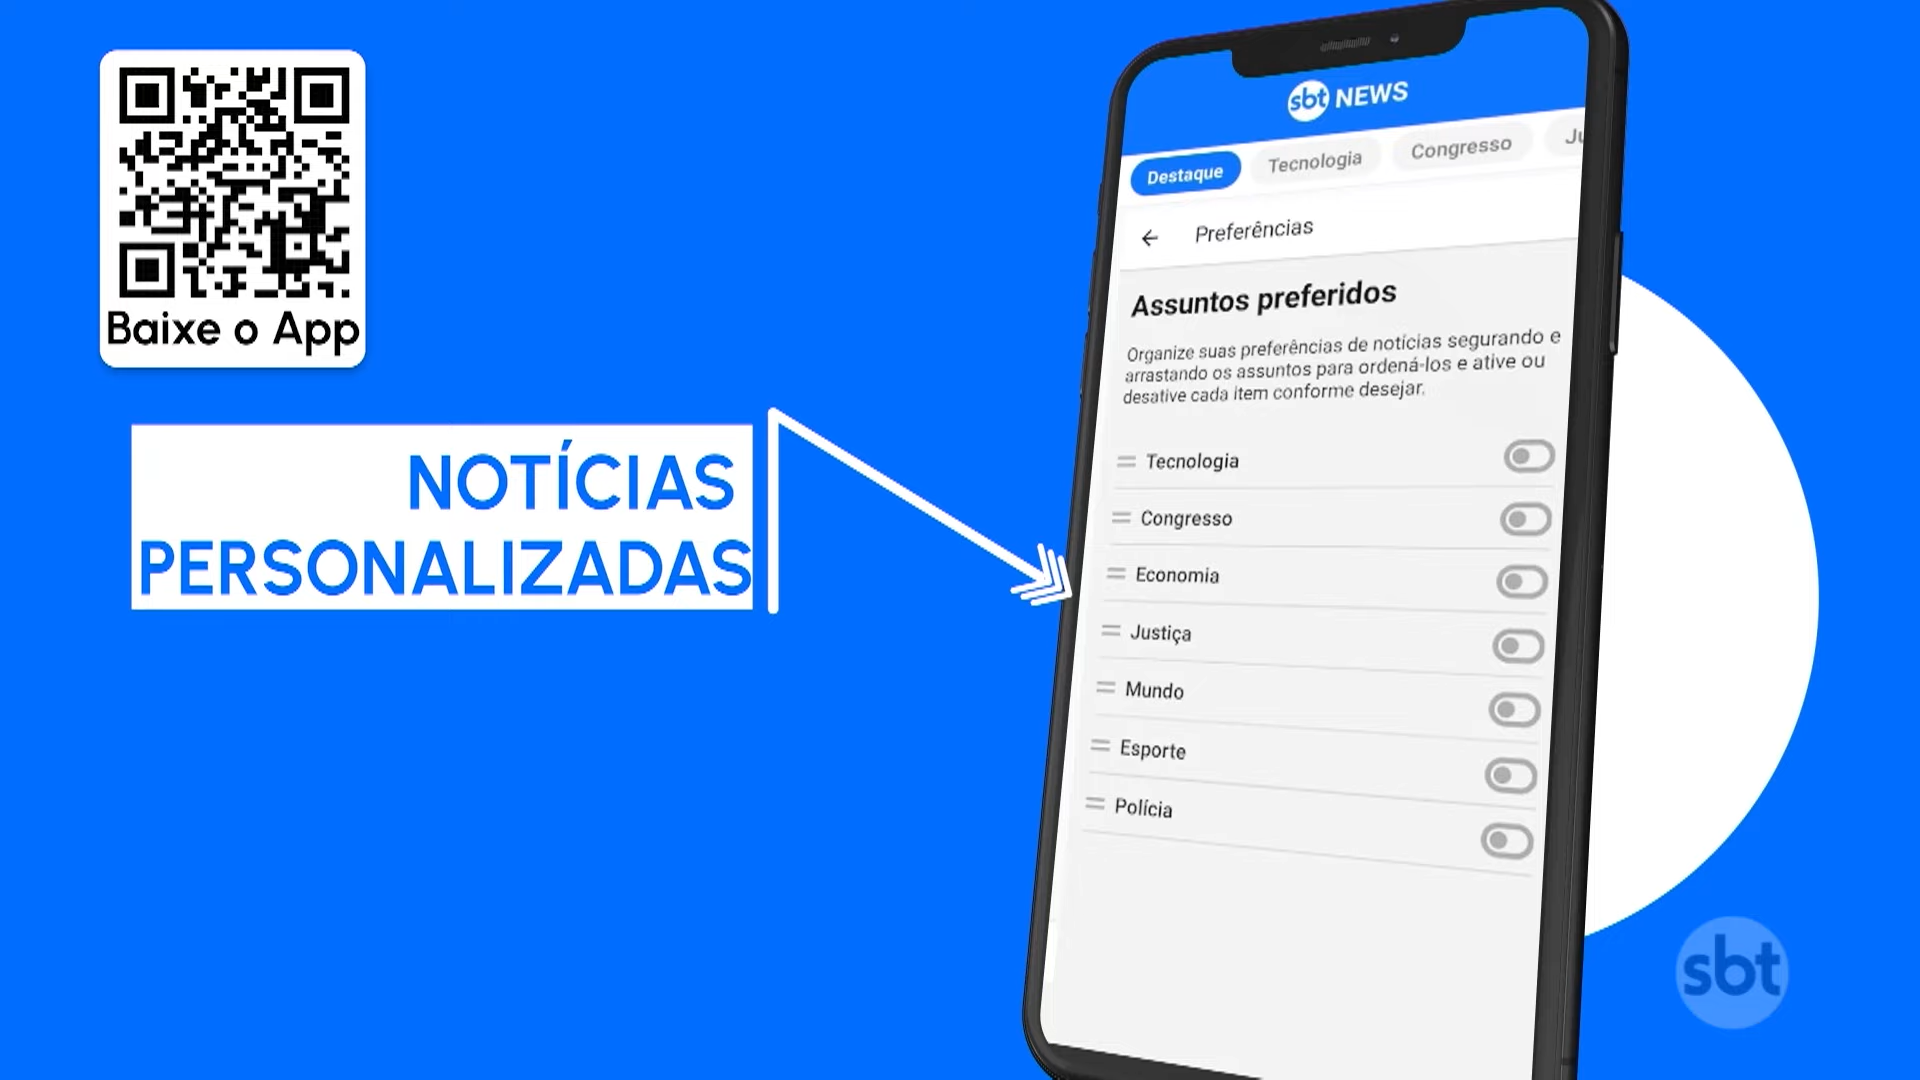 Baixe o App
NOTÍCIAS
PERSONALIZADAS
sbt NEWS
Destaque
Tecnologia
Congresso
Ju
Preferências
Assuntos preferidos
Organize suas preferências de notícias segurando e
arrastando os assuntos para ordená-los e ative ou
desative cada item conforme desejar.
Tecnologia
Congresso
Economia
Justiça
Mundo
Esporte
Polícia
sbt